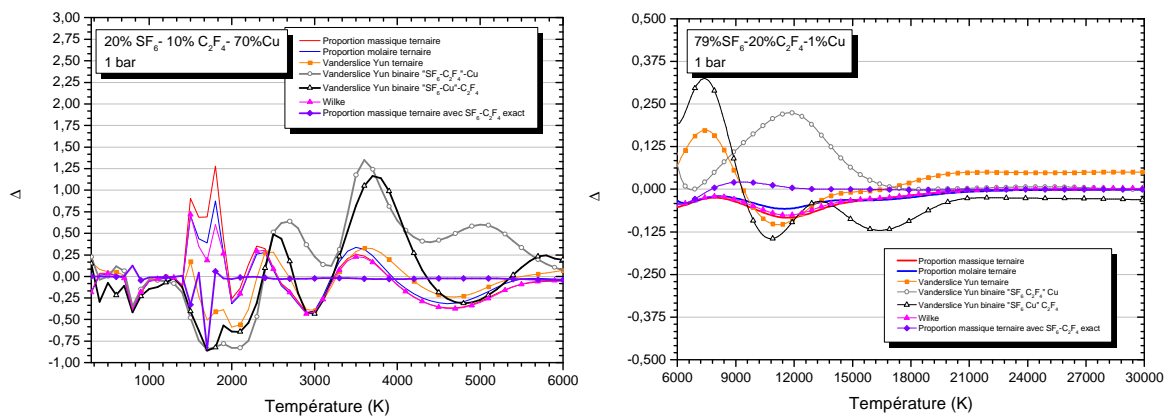 20% SF6- 10% C2F4- 70%Cu
1 bar
Proportion massique ternaire
Proportion molaire ternaire
Vanderslice Yun ternaire
Vanderslice Yun binaire "SF6-C2F4"-Cu
Vanderslice Yun binaire "SF6-Cu"-C2F4
Wilke
Proportion massique ternaire avec SF6-C2F4 exact
3,00
2,75
2,50
2,25
2,00
1,75
1,50
1,25
1,00
0,75
0,50
0,25
0,00
-0,25
-0,50
-0,75
-1,00
Δ
1000 2000 3000 4000 5000 6000
Température (K)
79%SF6-20%C2F4-1%Cu
1 bar
0,500
0,375
0,250
0,125
0,000
-0,125
-0,250
-0,375
-0,500
Δ
Proportion massique ternaire
Proportion molaire ternaire
Vanderslice Yun ternaire
Vanderslice Yun binaire "SF6 C2F4" Cu
Vanderslice Yun binaire "SF6 Cu" C2F4
Wilke
Proportion massique ternaire avec SF6-C2F4 exact
6000 9000 12000 15000 18000 21000 24000 27000 30000
Température (K)